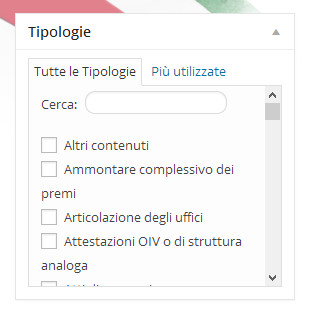 Tipologie
Tutte le Tipologie
Più utilizzate
Cerca:
Altri contenuti
Ammontare complessivo dei
premi
Articolazione degli uffici
Attestazioni OIV o di struttura
analoga